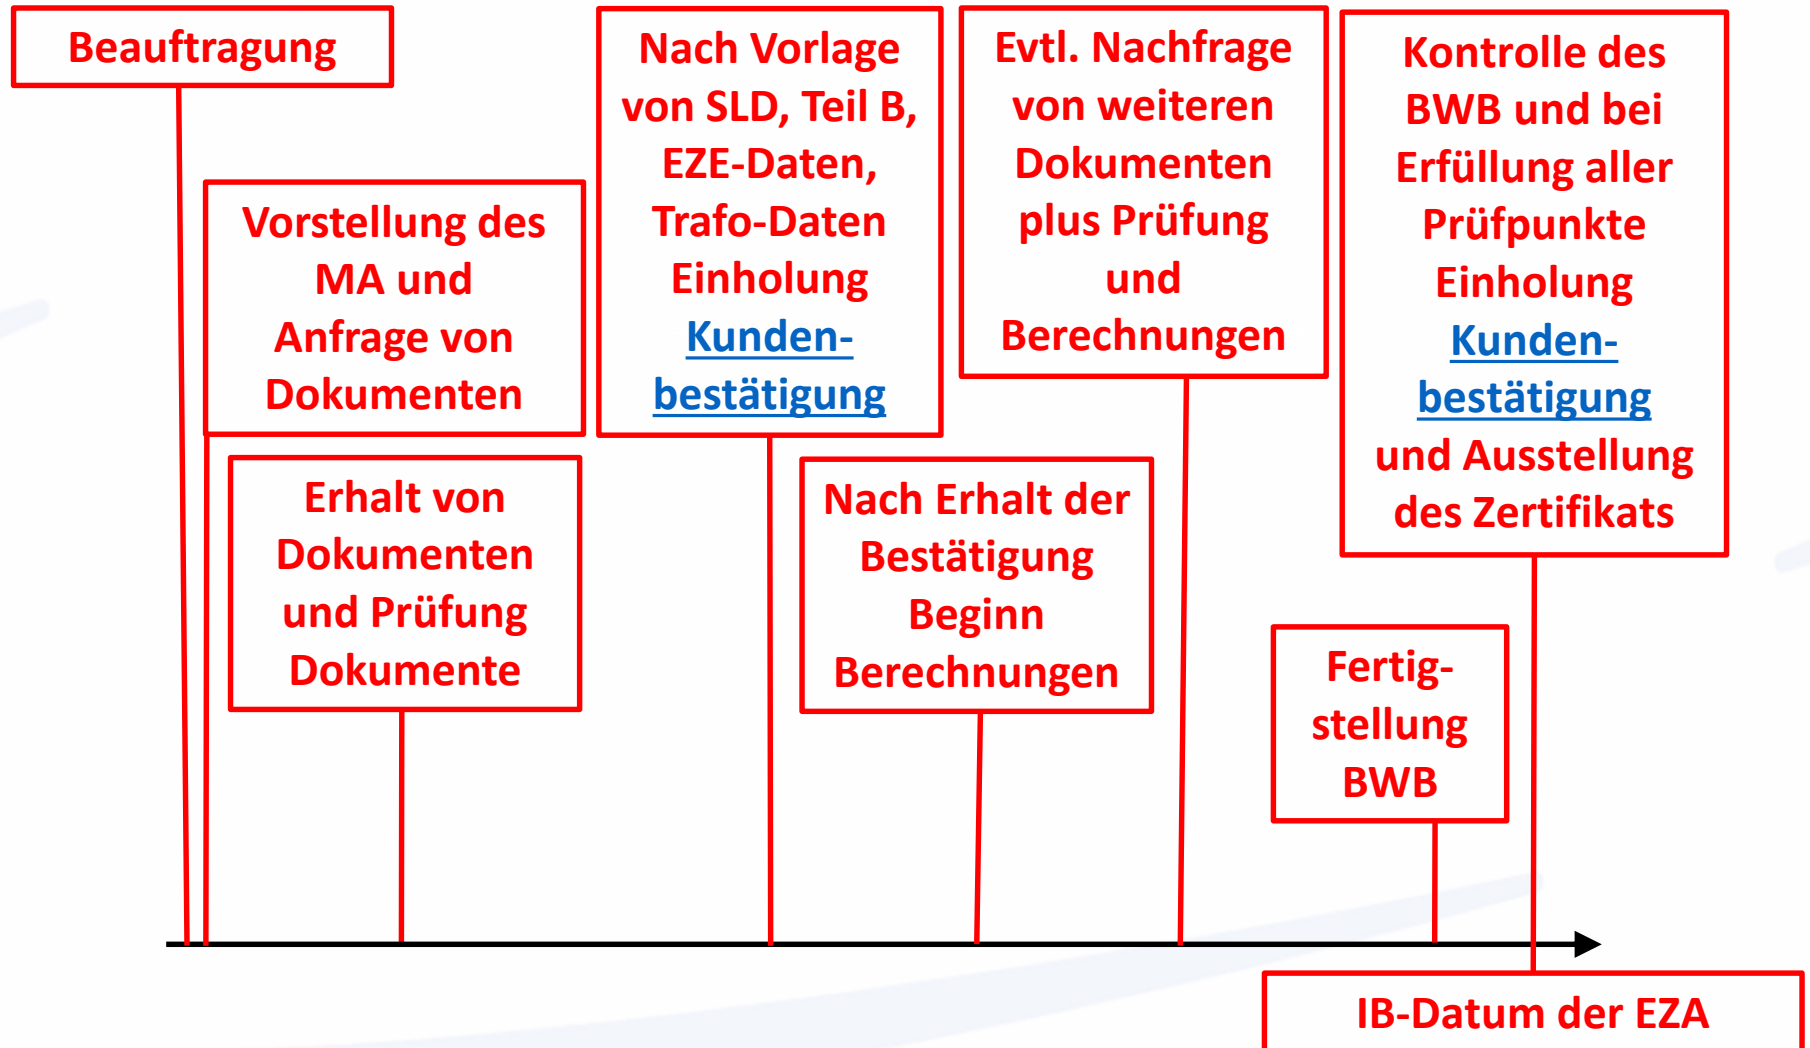 Beauftragung
Vorstellung des
MA und
Anfrage von
Dokumenten
Erhalt von
Dokumenten
und Prüfung
Dokumente
Nach Vorlage
von SLD, Teil B,
EZE-Daten,
Trafo-Daten
Einholung
Kunden-
bestätigung
Nach Erhalt der
Bestätigung
Beginn
Berechnungen
Evtl. Nachfrage
von weiteren
Dokumenten
plus Prüfung
und
Berechnungen
Fertig-
stellung
BWB
Kontrolle des
BWB und bei
Erfüllung aller
Prüfpunkte
Einholung
Kunden-
bestätigung
und Ausstellung
des Zertifikats
IB-Datum der EZA